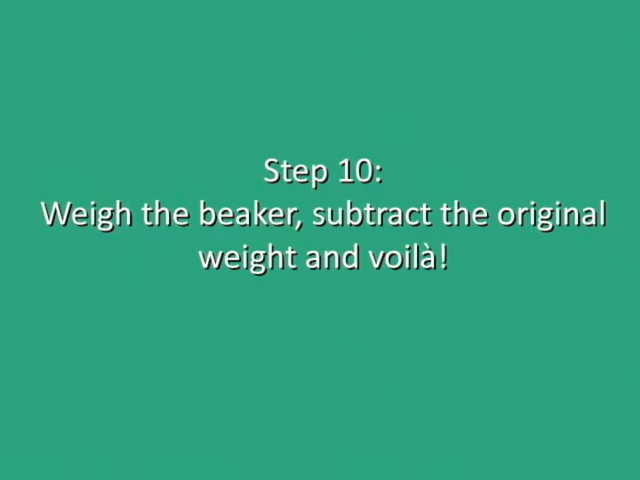 Step 10:
Weigh the beaker, subtract the original
weight and voilà!